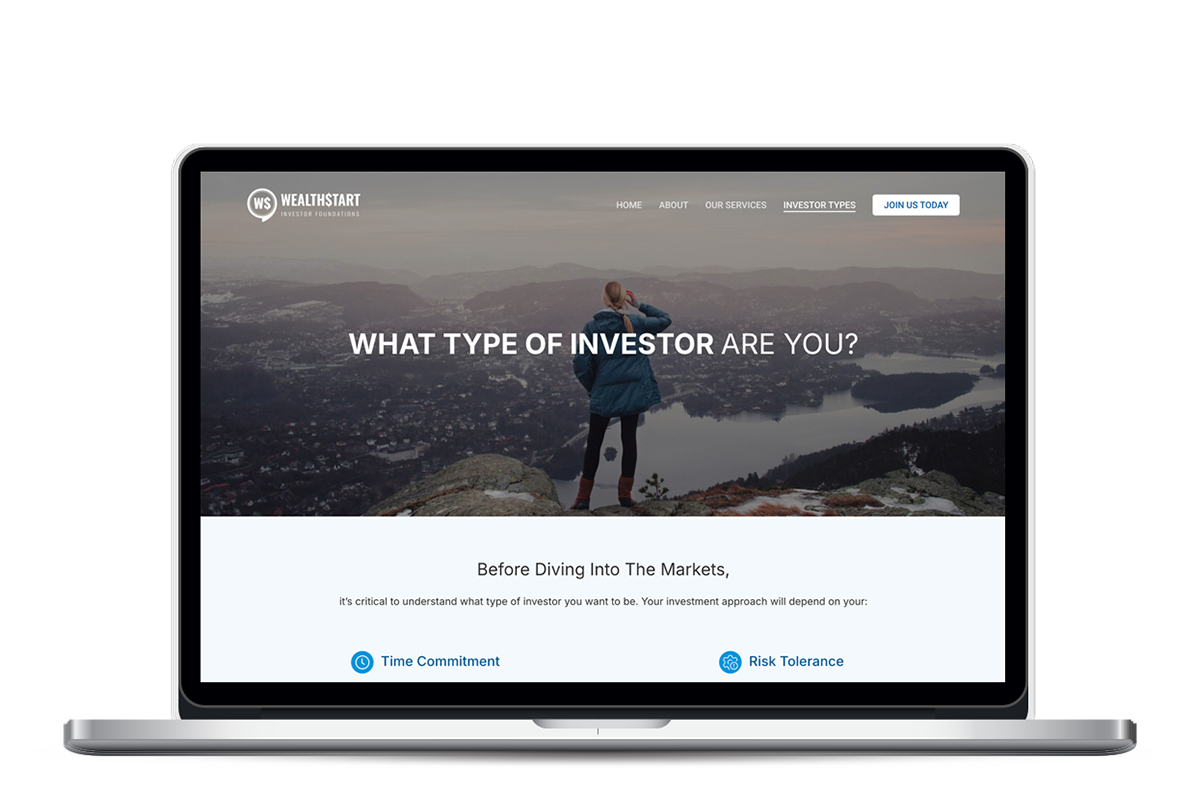 WS
WEALTH$TART
INVESTOR FOUNDATIONS
HOME ABOUT OUR SERVICES INVESTOR TYPES JOIN US TODAY
WHAT TYPE OF INVESTOR ARE YOU?
Before Diving Into The Markets,
it's critical to understand what type of investor you want to be. Your investment approach will depend on your:
Time Commitment Risk Tolerance